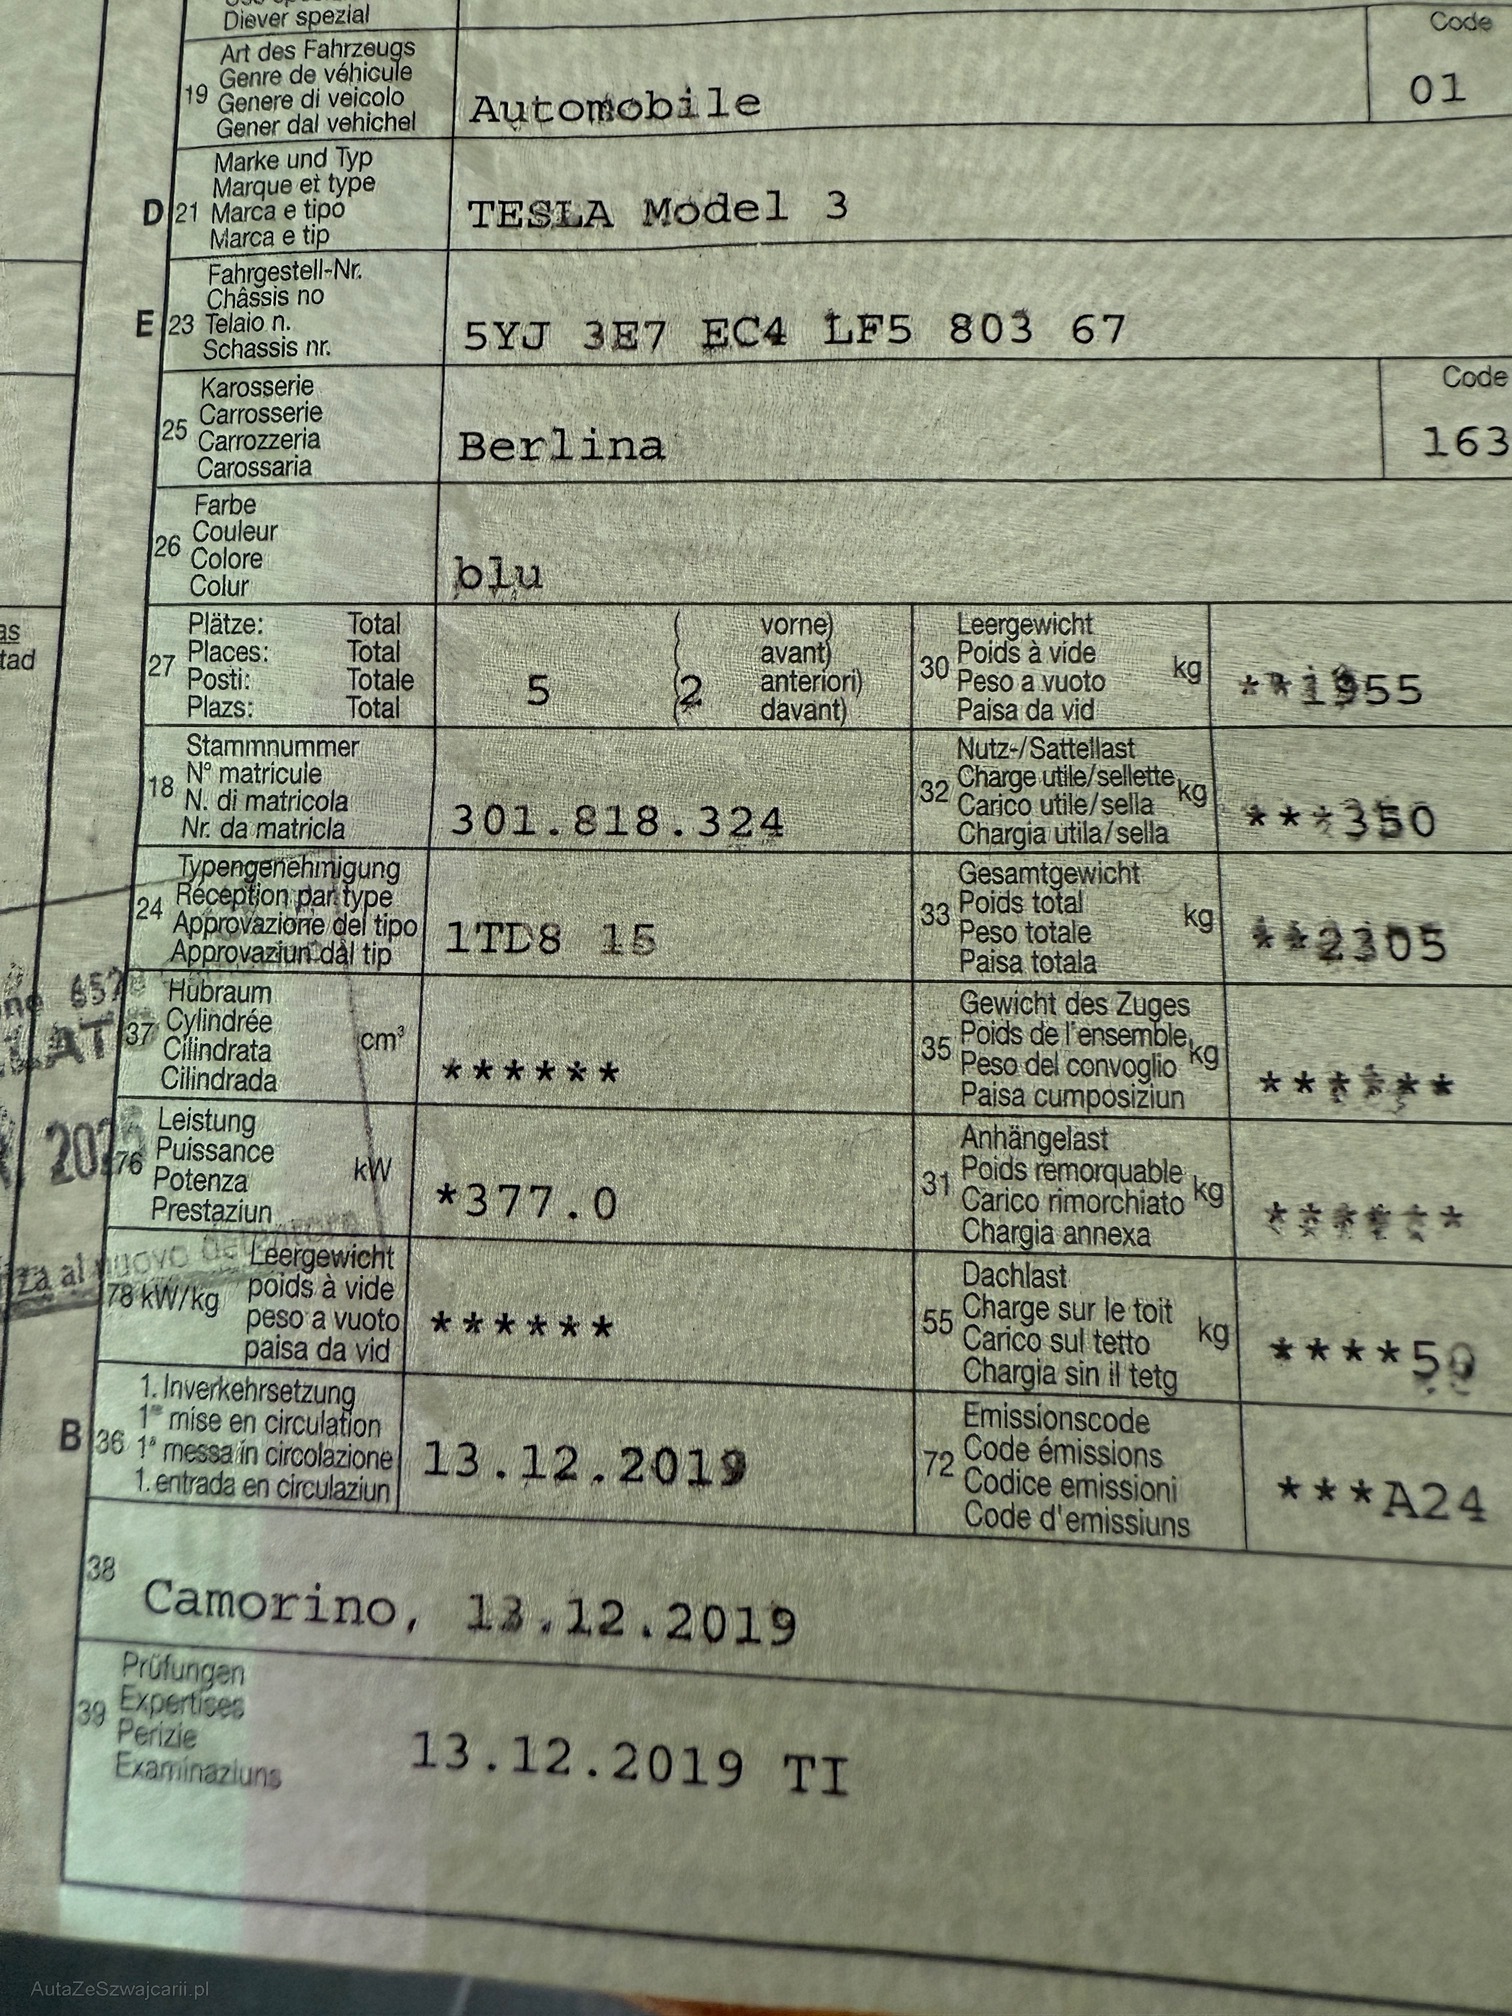 Diever spezial
Code
19 Art des Fahrzeugs
Genre de véhicule
Genere di veicolo
Gener dal vehichel
Automobile
01
D 21 Marke und Typ
Marque et type
Marca e tipo
Marca e tip
TESLA Model 3
E 23 Fahrgestell-Nr.
Châssis no
Telaio n.
Schassis nr.
5YJ 3E7 EC4 LF5 803 67
25 Karosserie
Carrosserie
Carrozzeria
Carossaria
Berlina
Code
163
26 Farbe
Couleur
Colore
Colur
blu
27 Plätze: Total
Places: Total
Posti: Totale
Plazs: Total
5 (2 vorne)
avant)
anteriori)
davant)
30 Leergewicht
Poids à vide
Peso a vuoto
Paisa da vid
kg
**1955
18 Stammnummer
N° matricule
N. di matricola
Nr. da matricla
301.818.324
32 Nutz-/Sattellast
Charge utile/sellette
Carico utile/sella
Chargia utila/sella
kg
***350
24 Typengenehmigung
Réception par type
Approvazione del tipo
Approvaziun dal tip
1TD8 15
33 Gesamtgewicht
Poids total
Peso totale
Paisa totala
kg
**2305
37 Hubraum
Cylindrée
Cilindrata
Cilindrada
cm³
******
35 Gewicht des Zuges
Poids de l'ensemble
Peso del convoglio
Paisa cumposiziun
kg
******
76 Leistung
Puissance
Potenza
Prestaziun
kW
*377.0
31 Anhängelast
Poids remorquable
Carico rimorchiato
Chargia annexa
kg
******
za al nuovo detentore
78 kW/kg Leergewicht
poids à vide
peso a vuoto
paisa da vid
******
55 Dachlast
Charge sur le toit
Carico sul tetto
Chargia sin il tetg
kg
****50
B 36 1. Inverkehrsetzung
1re mise en circulation
1a messa in circolazione
1. entrada en circulaziun
13.12.2019
72 Emissionscode
Code émissions
Codice emissioni
Code d'emissiuns
***A24
38
Camorino, 13.12.2019
39 Prüfungen
Expertises
Perizie
Examinaziuns
13.12.2019 TI
AutaZeSzwajcarii.pl